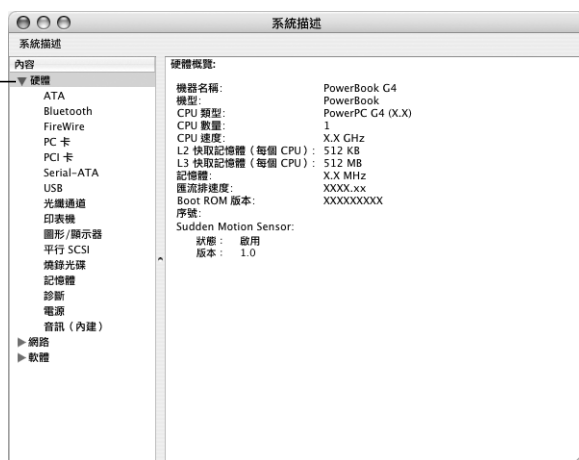 系統描述
系統描述
內容
硬體
ATA
Bluetooth
FireWire
PC 卡
PCI 卡
Serial-ATA
USB
光纖通道
印表機
圖形/顯示器
平行 SCSI
燒錄光碟
記憶體
診斷
電源
音訊（內建）
網路
軟體
硬體概覽:
機器名稱: PowerBook G4
機型: PowerBook
CPU 類型: PowerPC G4 (X.X)
CPU 數量: 1
CPU 速度: X.X GHz
L2 快取記憶體（每個 CPU）: 512 KB
L3 快取記憶體（每個 CPU）: 512 MB
記憶體: X.X MHz
匯流排速度: XXXX.xx
Boot ROM 版本: XXXXXXXXX
序號:
Sudden Motion Sensor:
狀態： 啟用
版本： 1.0